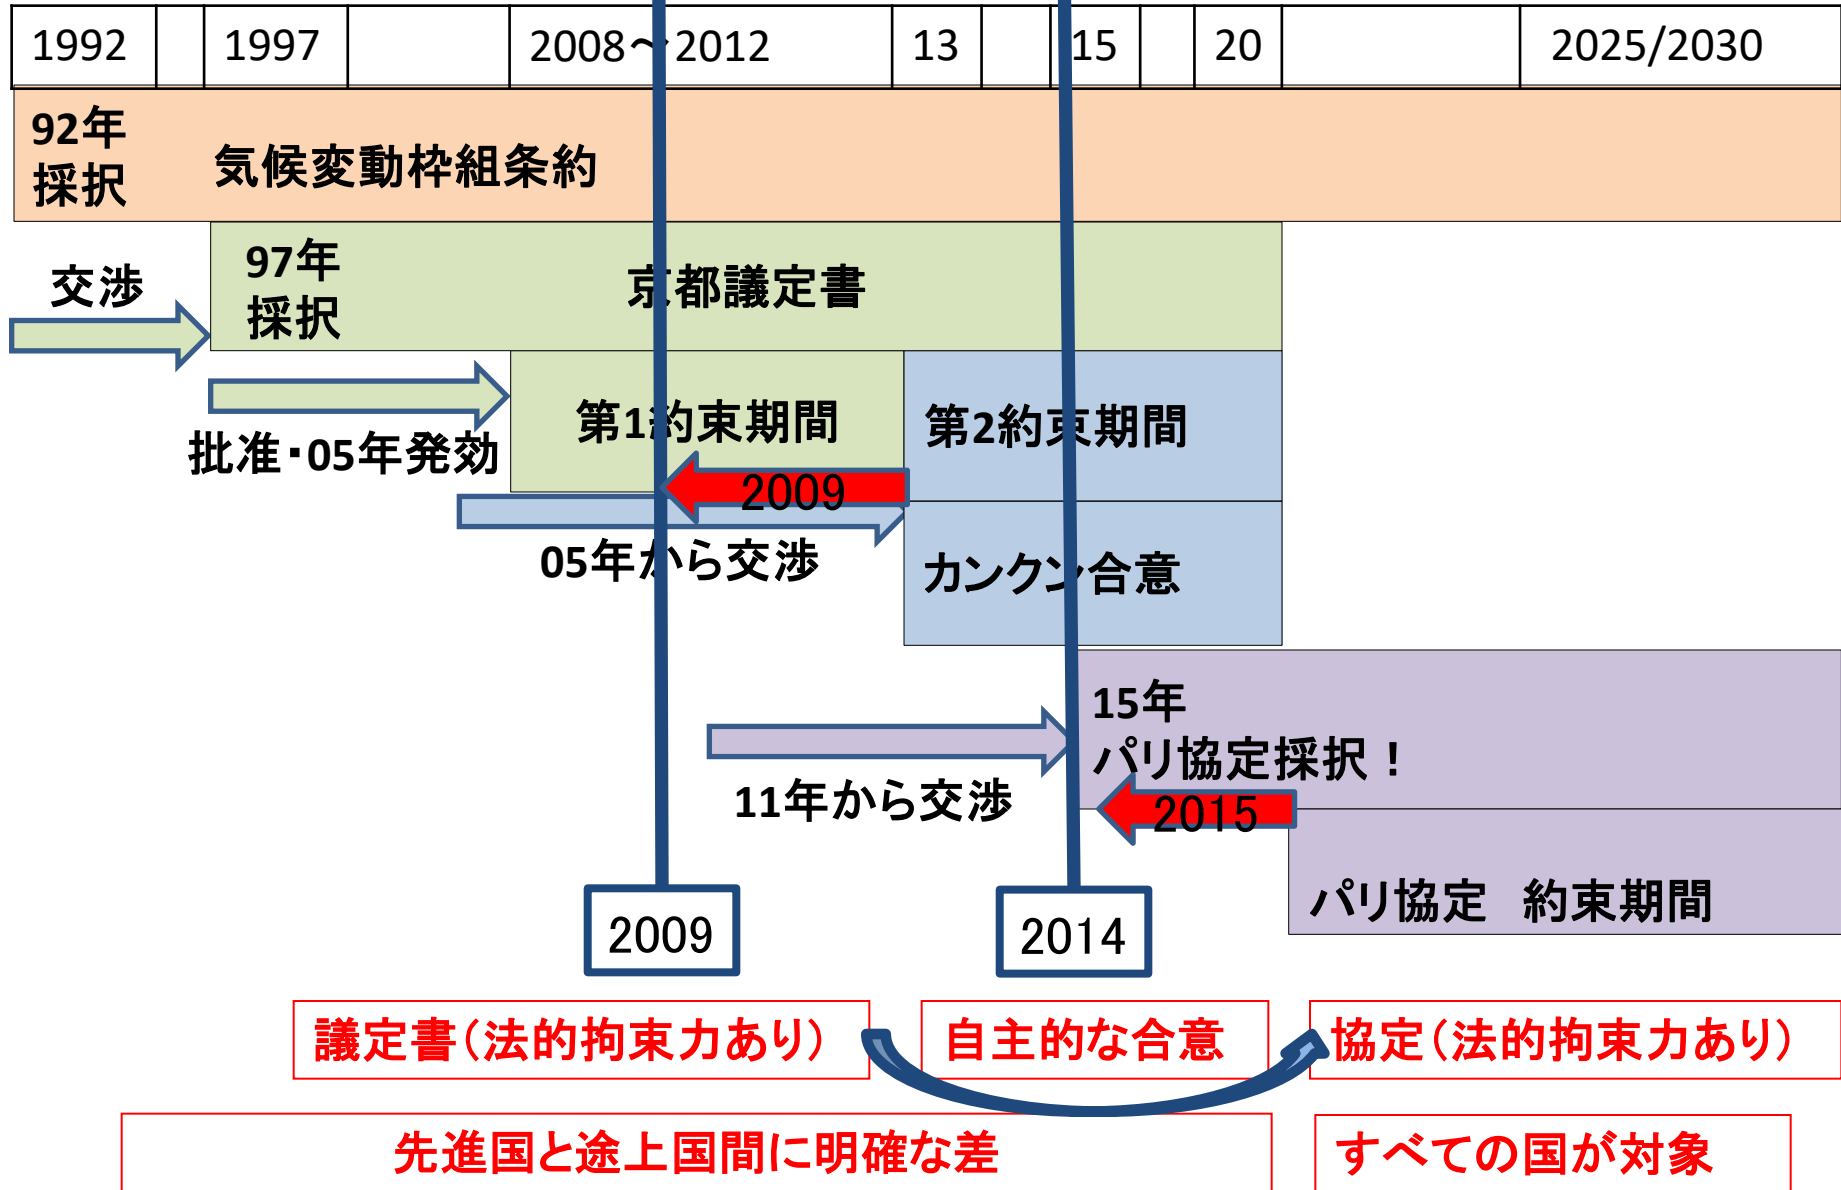 1992 1997 2008～2012 13 15 20 2025/2030
92年
採択
気候変動枠組条約
交渉
97年
採択
京都議定書
批准・05年発効
第1約束期間
第2約束期間
2009
05年から交渉
カンクン合意
15年
パリ協定採択！
11年から交渉
2015
パリ協定　約束期間
2009
2014
議定書（法的拘束力あり）
自主的な合意
協定（法的拘束力あり）
先進国と途上国間に明確な差
すべての国が対象